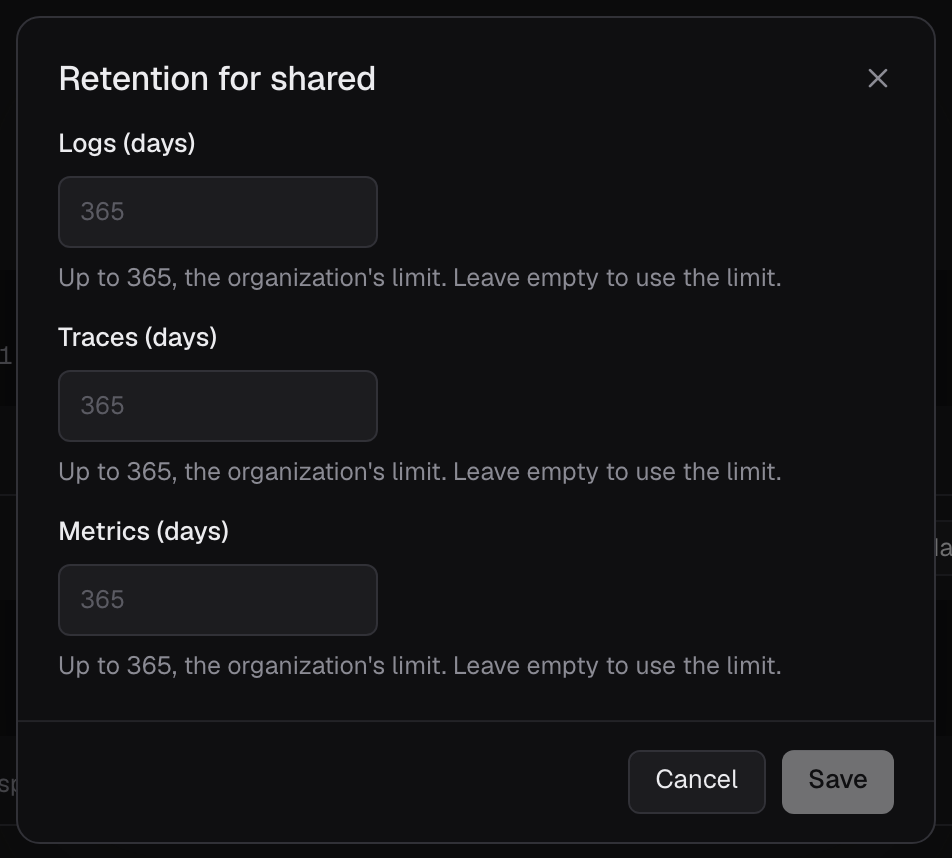 Retention for shared
Logs (days)
365
Up to 365, the organization's limit. Leave empty to use the limit.
Traces (days)
365
Up to 365, the organization's limit. Leave empty to use the limit.
Metrics (days)
365
Up to 365, the organization's limit. Leave empty to use the limit.
Cancel Save